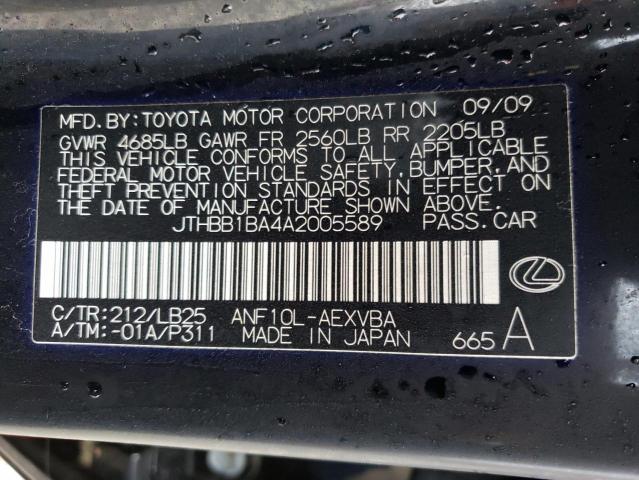 MFD. BY: TOYOTA MOTOR CORPORATION 09/09
GVWR 4685LB GAWR FR 2560LB RR 2205LB
THIS VEHICLE CONFORMS TO ALL APPLICABLE
FEDERAL MOTOR VEHICLE SAFETY, BUMPER, AND
THEFT PREVENTION STANDARDS IN EFFECT ON
THE DATE OF MANUFACTURE SHOWN ABOVE.
JTHBB1BA4A2005589 PASS. CAR
C/TR: 212/LB25 ANF10L-AEXVBA
A/TM: -01A/P311 MADE IN JAPAN 665 A